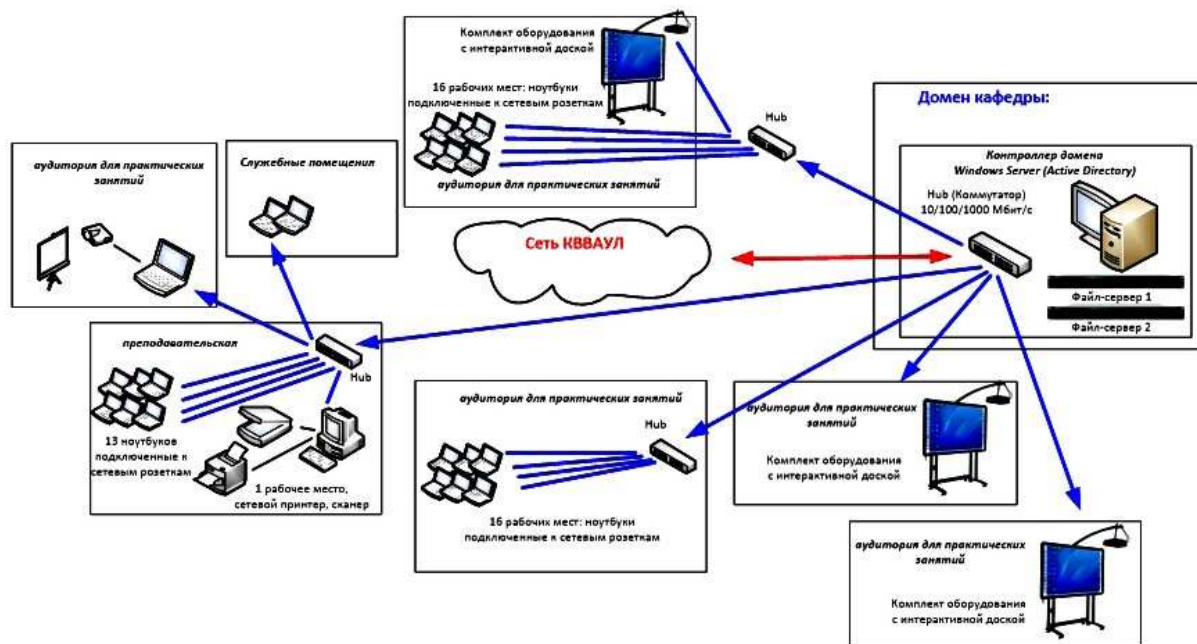 Комплект оборудования
с интерактивной доской
16 рабочих мест: ноутбуки
подключенные к сетевым розеткам
Hub
аудитория для практических занятий
Домен кафедры:
Контроллер домена
Windows Server (Active Directory)
Hub (Коммутатор)
10/100/1000 Мбит/с
Файл-сервер 1
Файл-сервер 2
аудитория для практических
занятий
Служебные помещения
Сеть КВВАУЛ
преподавательская
Hub
13 ноутбуков
подключенные к
сетевым розеткам
1 рабочее место,
сетевой принтер, сканер
аудитория для практических занятий
Hub
16 рабочих мест: ноутбуки
подключенные к сетевым розеткам
аудитория для практических
занятий
Комплект оборудования
с интерактивной доской
аудитория для практических
занятий
Комплект оборудования
с интерактивной доской